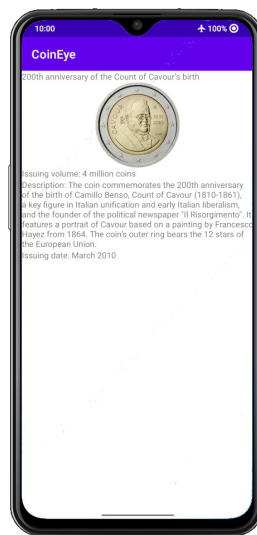 10:00
100%
CoinEye
200th anniversary of the Count of Cavour's birth
Issuing volume: 4 million coins
Description: The coin commemorates the 200th anniversary
of the birth of Camillo Benso, Count of Cavour (1810-1861),
a key figure in Italian unification and early Italian liberalism,
and the founder of the political newspaper "Il Risorgimento". It
features a portrait of Cavour based on a painting by Francesco
Hayez from 1864. The coin's outer ring bears the 12 stars of
the European Union.
Issuing date: March 2010